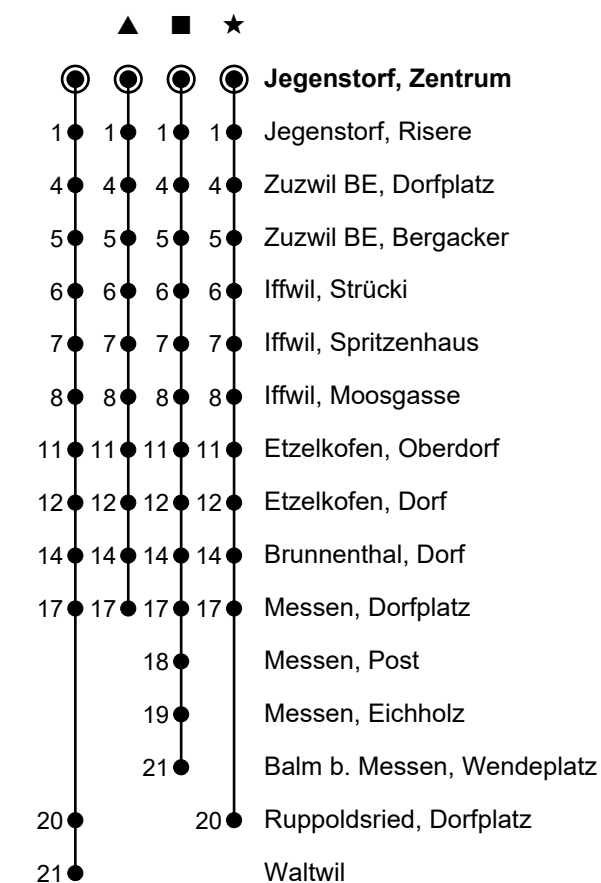 ▲ ■ ★
Jegenstorf, Zentrum
1 1 1 1 Jegenstorf, Risere
4 4 4 4 Zuzwil BE, Dorfplatz
5 5 5 5 Zuzwil BE, Bergacker
6 6 6 6 Iffwil, Strücki
7 7 7 7 Iffwil, Spritzenhaus
8 8 8 8 Iffwil, Moosgasse
11 11 11 11 Etzelkofen, Oberdorf
12 12 12 12 Etzelkofen, Dorf
14 14 14 14 Brunnenthal, Dorf
17 17 17 17 Messen, Dorfplatz
18 Messen, Post
19 Messen, Eichholz
21 Balm b. Messen, Wendeplatz
20 20 Ruppoldsried, Dorfplatz
21 Waltwil